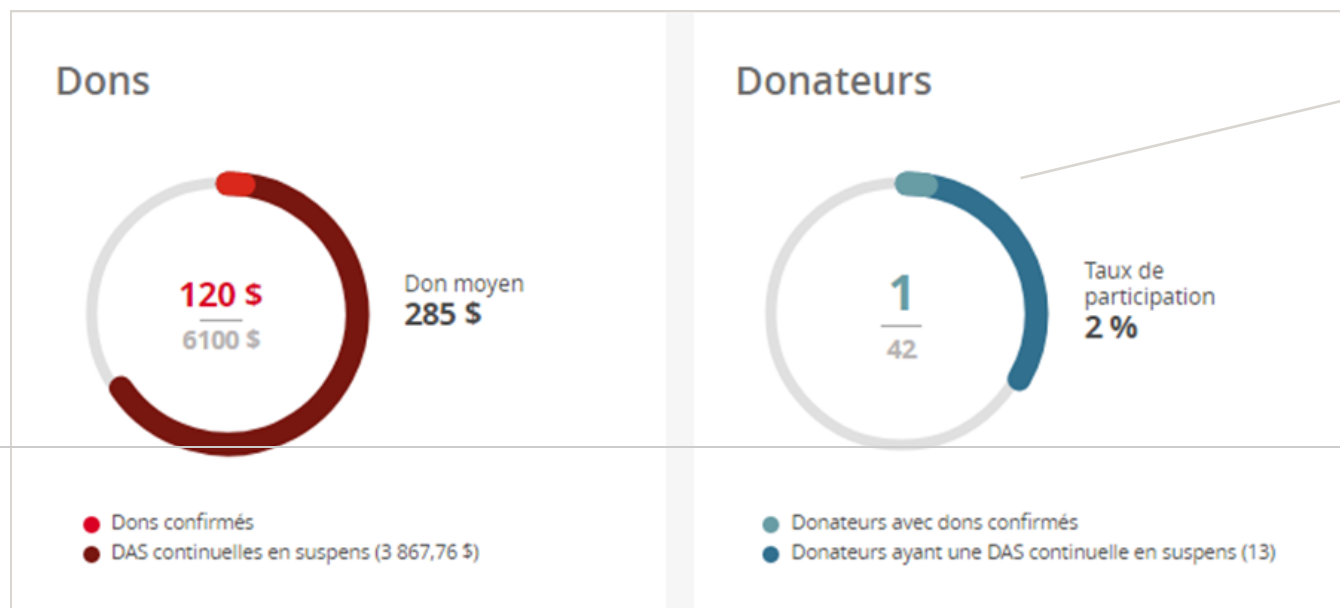 Dons
120 $
6100 $
Don moyen
285 $
Dons confirmés
DAS continuelles en suspens (3 867,76 $)
Donateurs
1
42
Taux de
participation
2 %
Donateurs avec dons confirmés
Donateurs ayant une DAS continuelle en suspens (13)